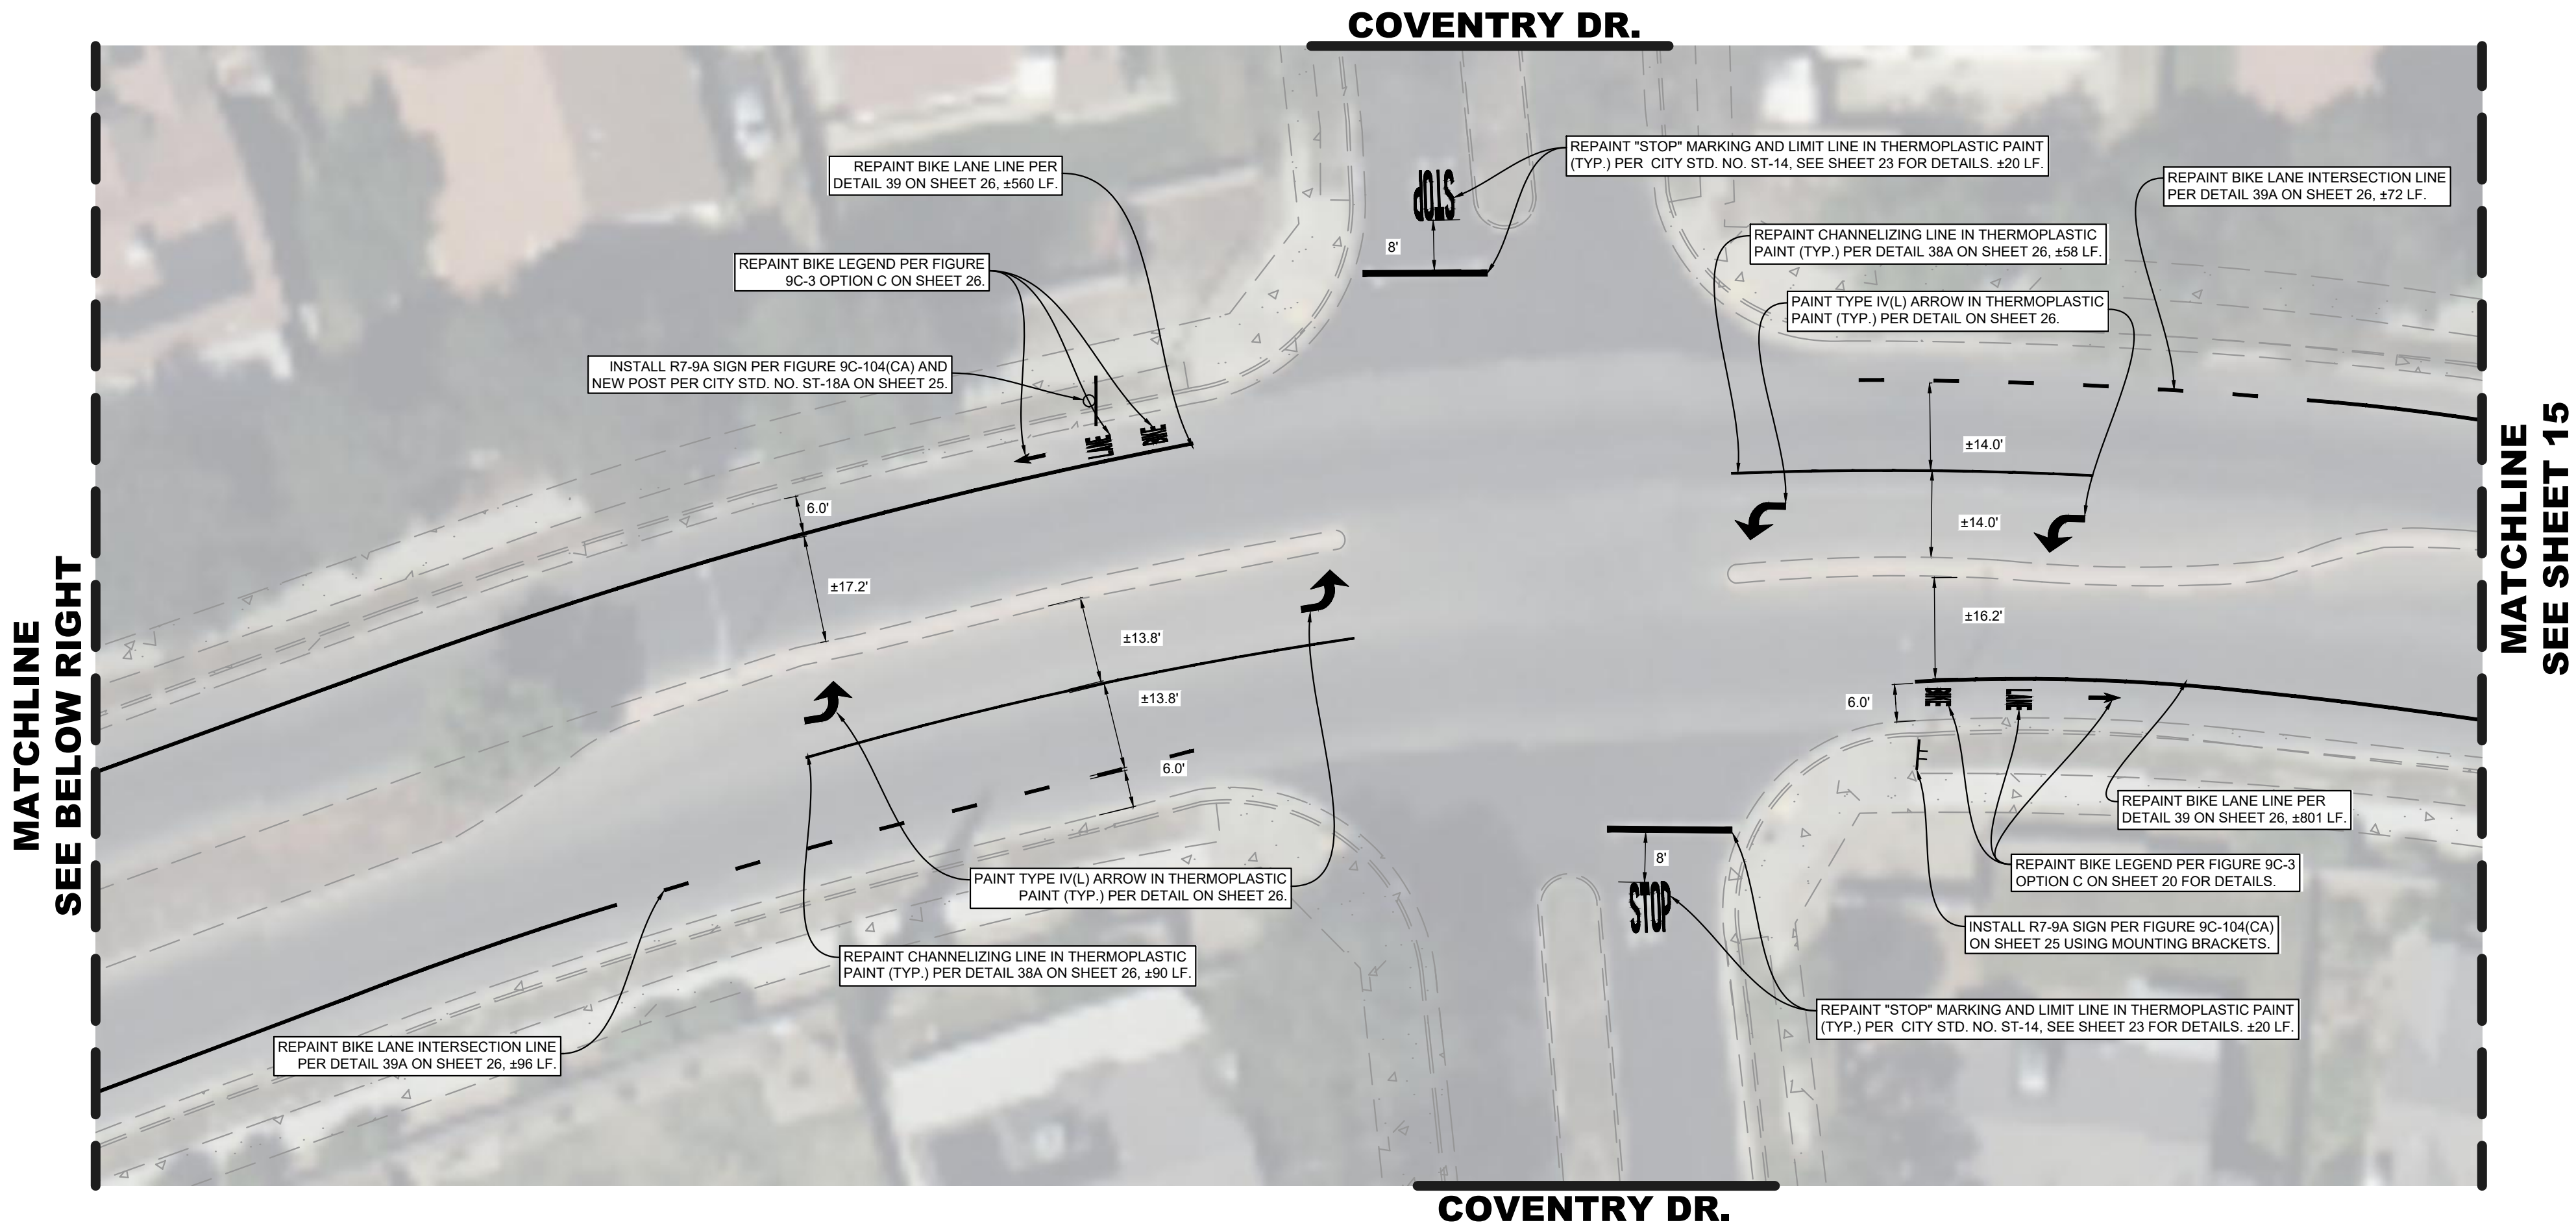 COVENTRY DR.
REPAINT BIKE LANE LINE PER
DETAIL 39 ON SHEET 26, ±560 LF.
REPAINT "STOP" MARKING AND LIMIT LINE IN THERMOPLASTIC PAINT
(TYP.) PER CITY STD. NO. ST-14, SEE SHEET 23 FOR DETAILS. ±20 LF.
REPAINT BIKE LANE INTERSECTION LINE
PER DETAIL 39A ON SHEET 26, ±72 LF.
STOP
8'
REPAINT CHANNELIZING LINE IN THERMOPLASTIC
PAINT (TYP.) PER DETAIL 38A ON SHEET 26, ±58 LF.
REPAINT BIKE LEGEND PER FIGURE
9C-3 OPTION C ON SHEET 26.
PAINT TYPE IV(L) ARROW IN THERMOPLASTIC
PAINT (TYP.) PER DETAIL ON SHEET 26.
INSTALL R7-9A SIGN PER FIGURE 9C-104(CA) AND
NEW POST PER CITY STD. NO. ST-18A ON SHEET 25.
LANE
BIKE
±14.0'
6.0'
±14.0'
±17.2'
±16.2'
±13.8'
±13.8'
6.0'
6.0'
BIKE
LANE
MATCHLINE
SEE BELOW RIGHT
MATCHLINE
SEE SHEET 15
REPAINT BIKE LANE LINE PER
DETAIL 39 ON SHEET 26, ±801 LF.
8'
STOP
REPAINT BIKE LEGEND PER FIGURE 9C-3
OPTION C ON SHEET 20 FOR DETAILS.
PAINT TYPE IV(L) ARROW IN THERMOPLASTIC
PAINT (TYP.) PER DETAIL ON SHEET 26.
INSTALL R7-9A SIGN PER FIGURE 9C-104(CA)
ON SHEET 25 USING MOUNTING BRACKETS.
REPAINT CHANNELIZING LINE IN THERMOPLASTIC
PAINT (TYP.) PER DETAIL 38A ON SHEET 26, ±90 LF.
REPAINT "STOP" MARKING AND LIMIT LINE IN THERMOPLASTIC PAINT
(TYP.) PER CITY STD. NO. ST-14, SEE SHEET 23 FOR DETAILS. ±20 LF.
REPAINT BIKE LANE INTERSECTION LINE
PER DETAIL 39A ON SHEET 26, ±96 LF.
COVENTRY DR.